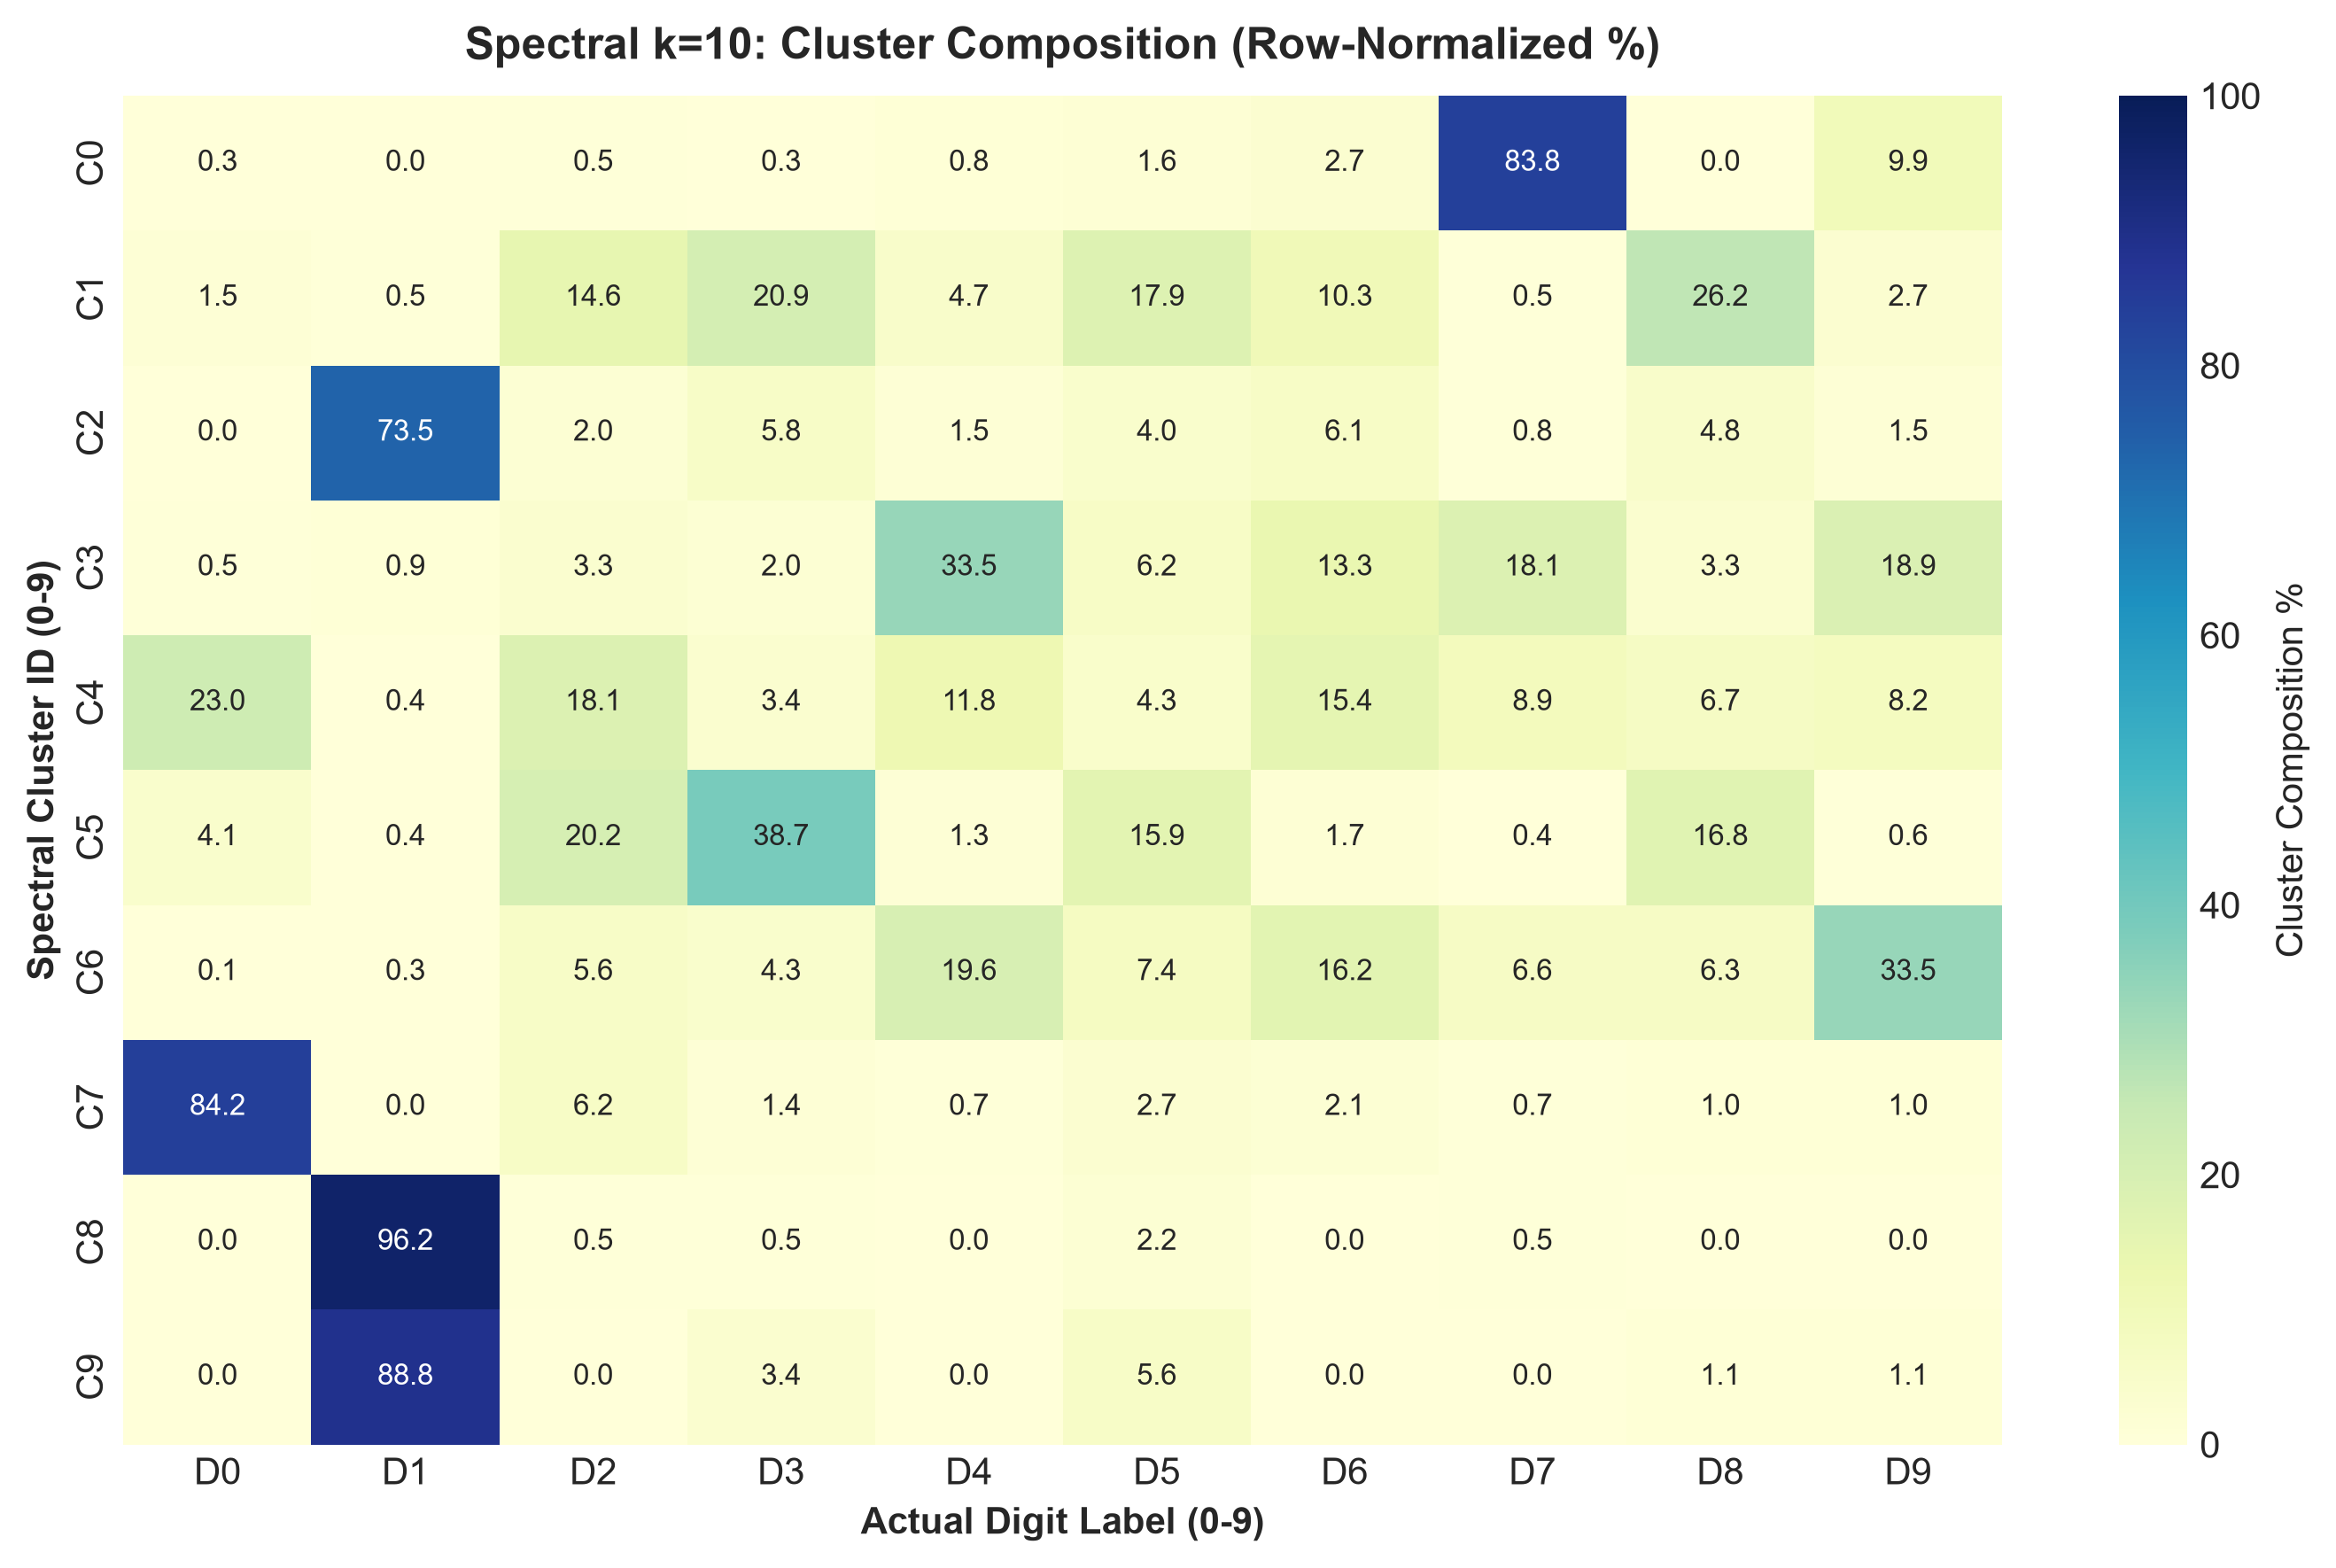 Spectral k=10: Cluster Composition (Row-Normalized %)
C0 0.3 0.0 0.5 0.3 0.8 1.6 2.7 83.8 0.0 9.9
C1 1.5 0.5 14.6 20.9 4.7 17.9 10.3 0.5 26.2 2.7
C2 0.0 73.5 2.0 5.8 1.5 4.0 6.1 0.8 4.8 1.5
C3 0.5 0.9 3.3 2.0 33.5 6.2 13.3 18.1 3.3 18.9
C4 23.0 0.4 18.1 3.4 11.8 4.3 15.4 8.9 6.7 8.2
C5 4.1 0.4 20.2 38.7 1.3 15.9 1.7 0.4 16.8 0.6
C6 0.1 0.3 5.6 4.3 19.6 7.4 16.2 6.6 6.3 33.5
C7 84.2 0.0 6.2 1.4 0.7 2.7 2.1 0.7 1.0 1.0
C8 0.0 96.2 0.5 0.5 0.0 2.2 0.0 0.5 0.0 0.0
C9 0.0 88.8 0.0 3.4 0.0 5.6 0.0 0.0 1.1 1.1
D0 D1 D2 D3 D4 D5 D6 D7 D8 D9
Actual Digit Label (0-9)
Spectral Cluster ID (0-9)
100
80
60
40
20
0
Cluster Composition %